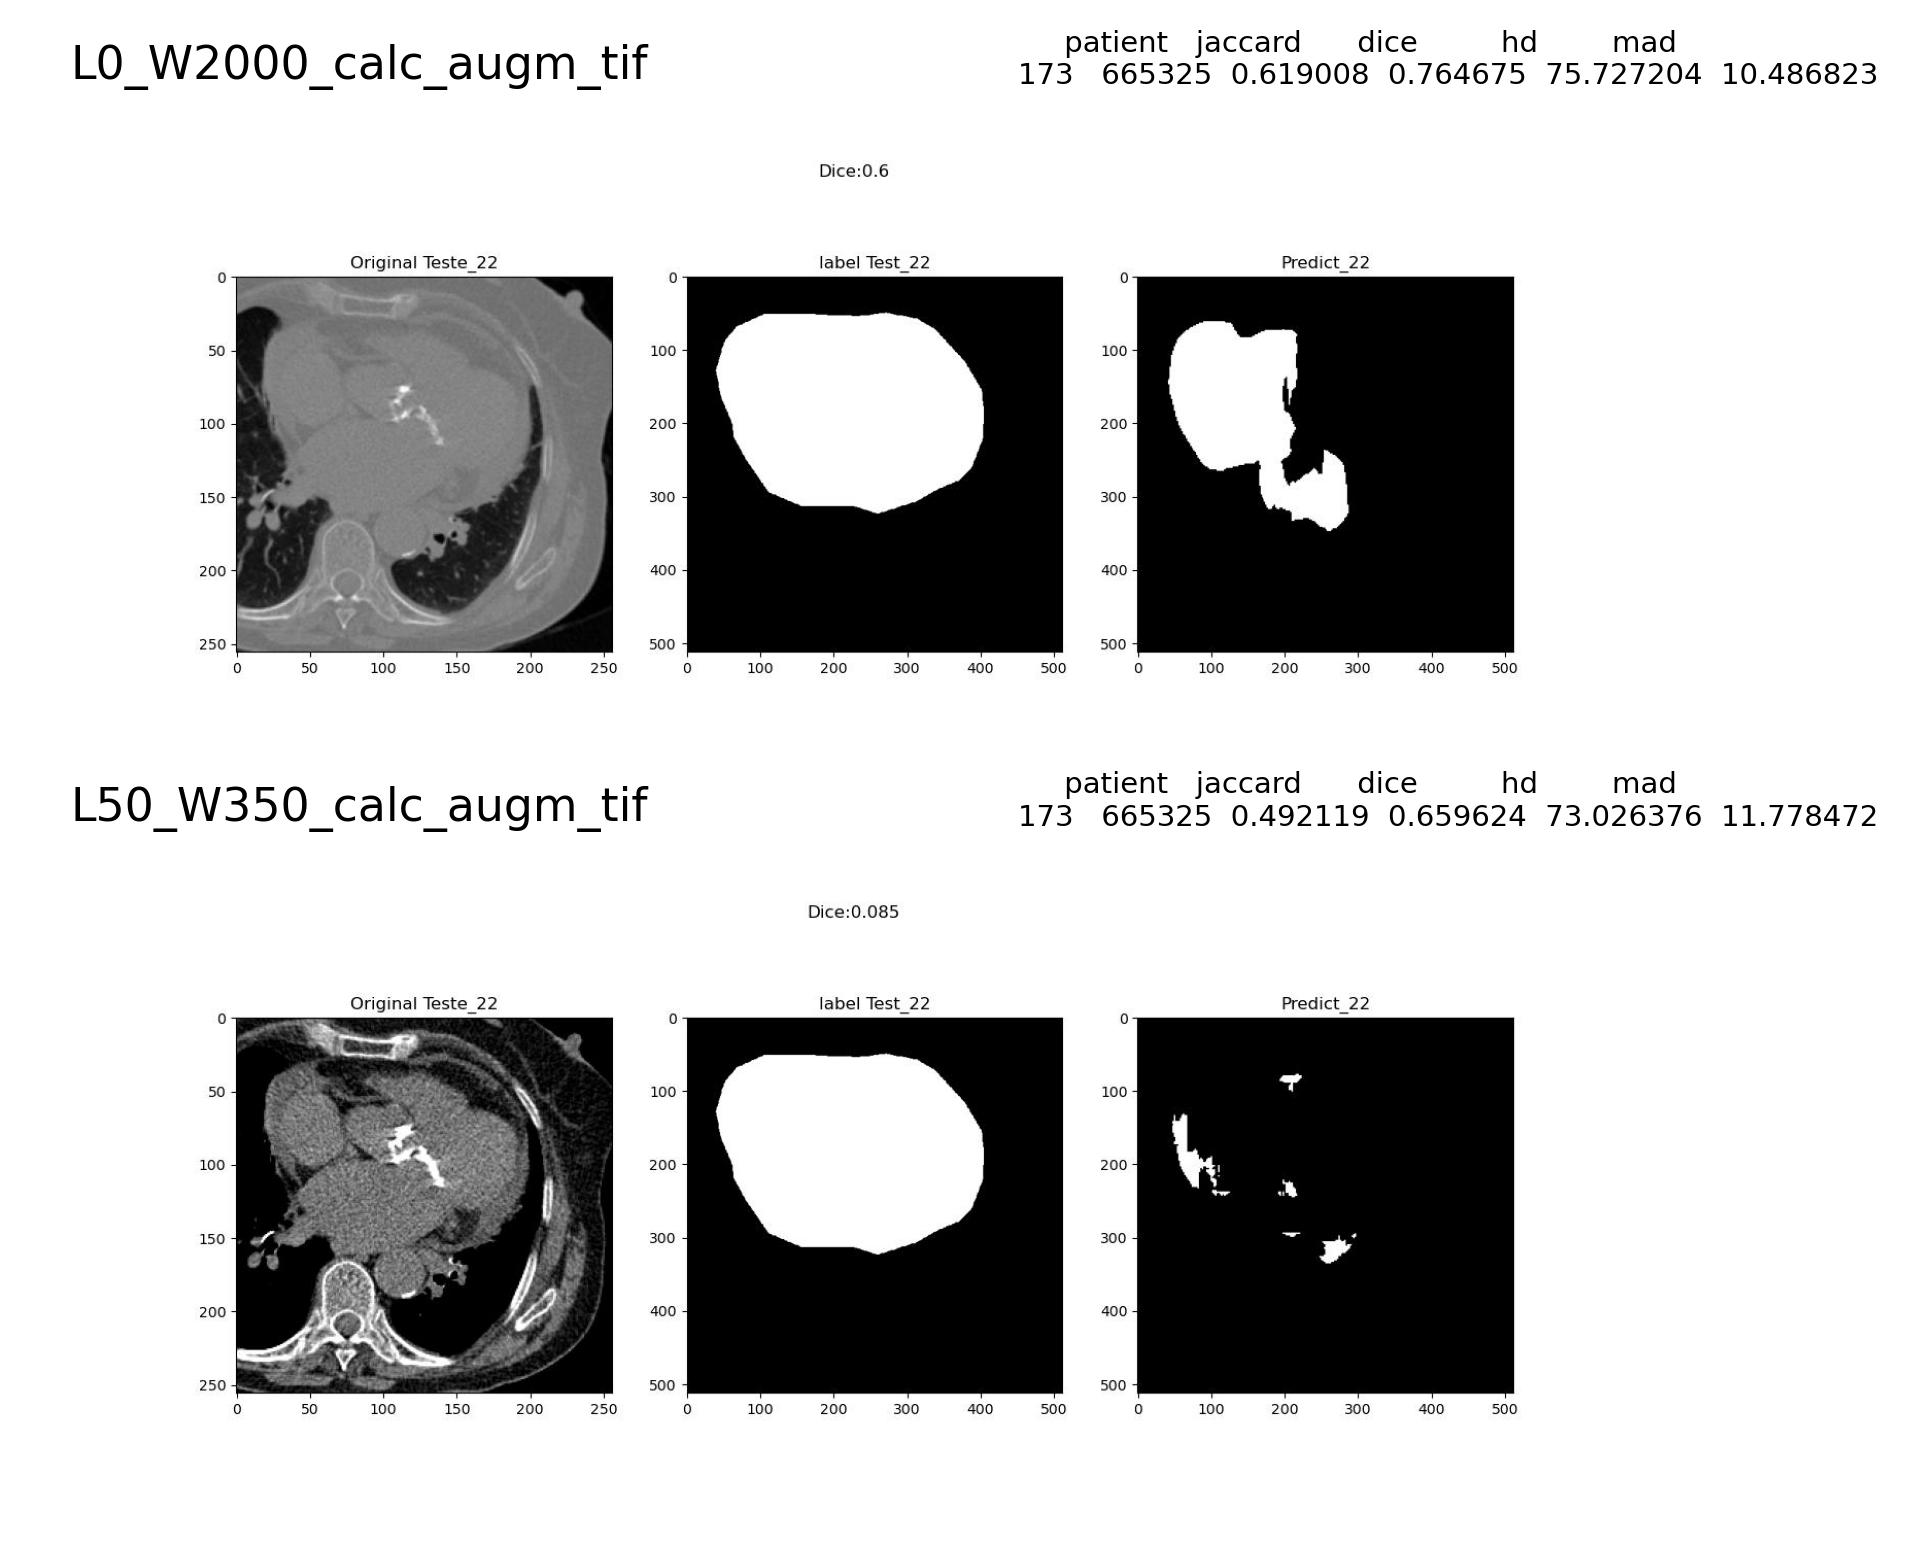 L0_W2000_calc_augm_tif
patient jaccard dice hd mad
173 665325 0.619008 0.764675 75.727204 10.486823
Dice:0.6
Original Teste_22
label Test_22
Predict_22
0
50
100
150
200
250
0 50 100 150 200 250
0
100
200
300
400
500
0 100 200 300 400 500
0
100
200
300
400
500
0 100 200 300 400 500
L50_W350_calc_augm_tif
patient jaccard dice hd mad
173 665325 0.492119 0.659624 73.026376 11.778472
Dice:0.085
Original Teste_22
label Test_22
Predict_22
0
50
100
150
200
250
0 50 100 150 200 250
0
100
200
300
400
500
0 100 200 300 400 500
0
100
200
300
400
500
0 100 200 300 400 500